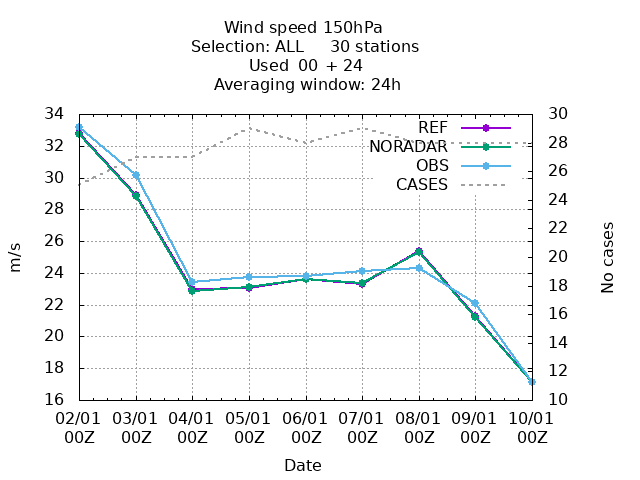 Wind speed 150hPa
Selection: ALL     30 stations
Used  00  + 24
Averaging window: 24h
34
32
30
28
26
24
22
20
18
16
m/s
30
28
26
24
22
20
18
16
14
12
10
No cases
REF
NORADAR
OBS
CASES
02/01 03/01 04/01 05/01 06/01 07/01 08/01 09/01 10/01
00Z 00Z 00Z 00Z 00Z 00Z 00Z 00Z 00Z
Date